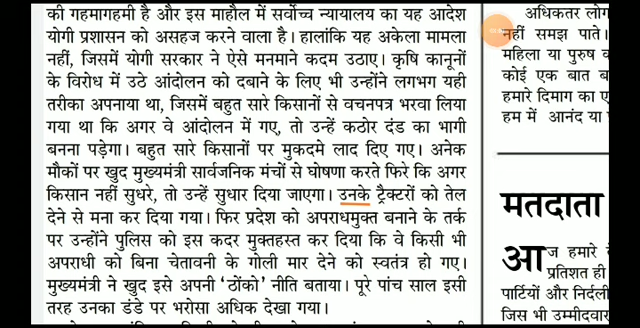 की गहमागहमी है और इस माहौल में सर्वोच्च न्यायालय का यह आदेश
योगी प्रशासन को असहज करने वाला है। हालांकि यह अकेला मामला
नहीं, जिसमें योगी सरकार ने ऐसे मनमाने कदम उठाए। कृषि कानूनों
के विरोध में उठे आंदोलन को दबाने के लिए भी उन्होंने लगभग यही
तरीका अपनाया था, जिसमें बहुत सारे किसानों से वचनपत्र भरवा लिया
गया था कि अगर वे आंदोलन में गए, तो उन्हें कठोर दंड का भागी
बनना पड़ेगा। बहुत सारे किसानों पर मुकदमे लाद दिए गए। अनेक
मौकों पर खुद मुख्यमंत्री सार्वजनिक मंचों से घोषणा करते फिरे कि अगर
किसान नहीं सुधरे, तो उन्हें सुधार दिया जाएगा। उनके ट्रैक्टरों को तेल
देने से मना कर दिया गया। फिर प्रदेश को अपराधमुक्त बनाने के तर्क
पर उन्होंने पुलिस को इस कदर मुक्तहस्त कर दिया कि वे किसी भी
अपराधी को बिना चेतावनी के गोली मार देने को स्वतंत्र हो गए।
मुख्यमंत्री ने खुद इसे अपनी ‘ठोंको’ नीति बताया। पूरे पांच साल इसी
तरह उनका डंडे पर भरोसा अधिक देखा गया।
अधिकतर लोग
नहीं समझ पाते।
महिला या पुरुष
कोई एक बात
हमारे दिमाग का
हम में आनंद या
मतदाता
आज हमारे
प्रतिशत ही
पार्टियों और निर्दली
जिस भी उम्मीदवार